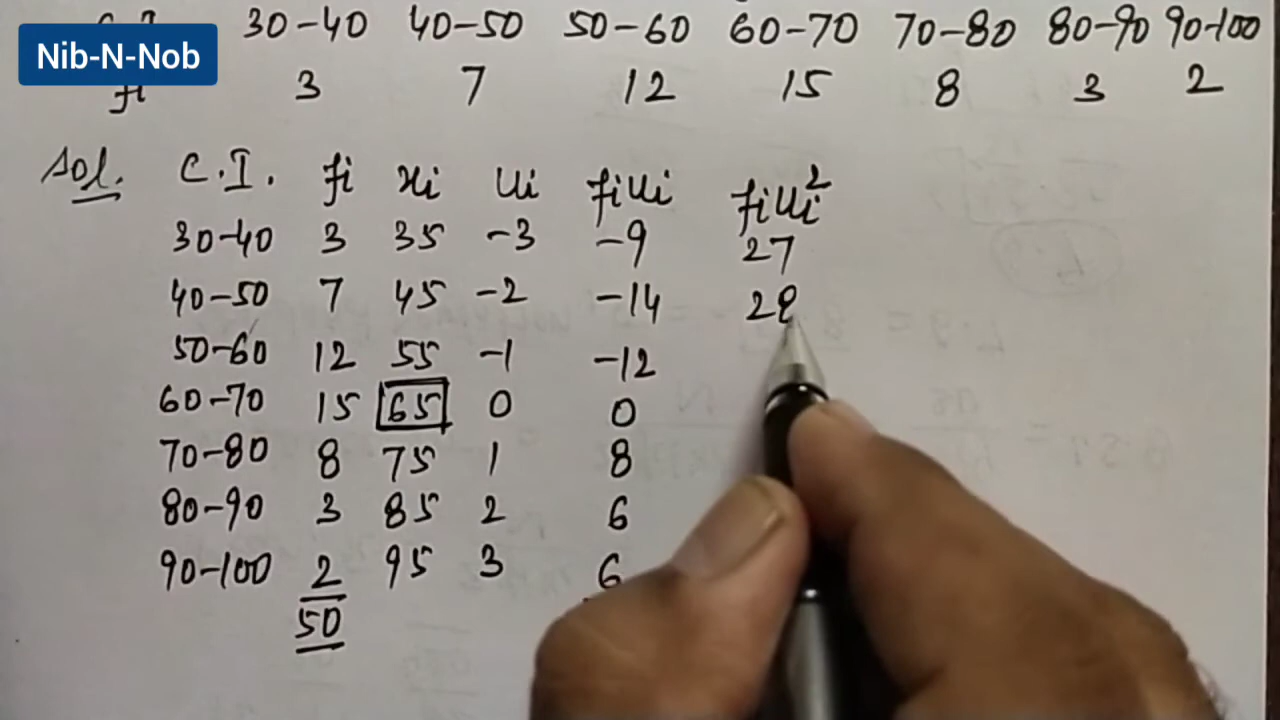 30-40 40-50 50-60 60-70 70-80 80-90 90-100
Nib-N-Nob
fi 3 7 12 15 8 3 2
Sol. C.I. fi xi ui fiui fiui²
30-40 3 35 -3 -9 27
40-50 7 45 -2 -14 28
50-60 12 55 -1 -12
60-70 15 65 0 0
70-80 8 75 1 8
80-90 3 85 2 6
90-100 2 95 3 6
50